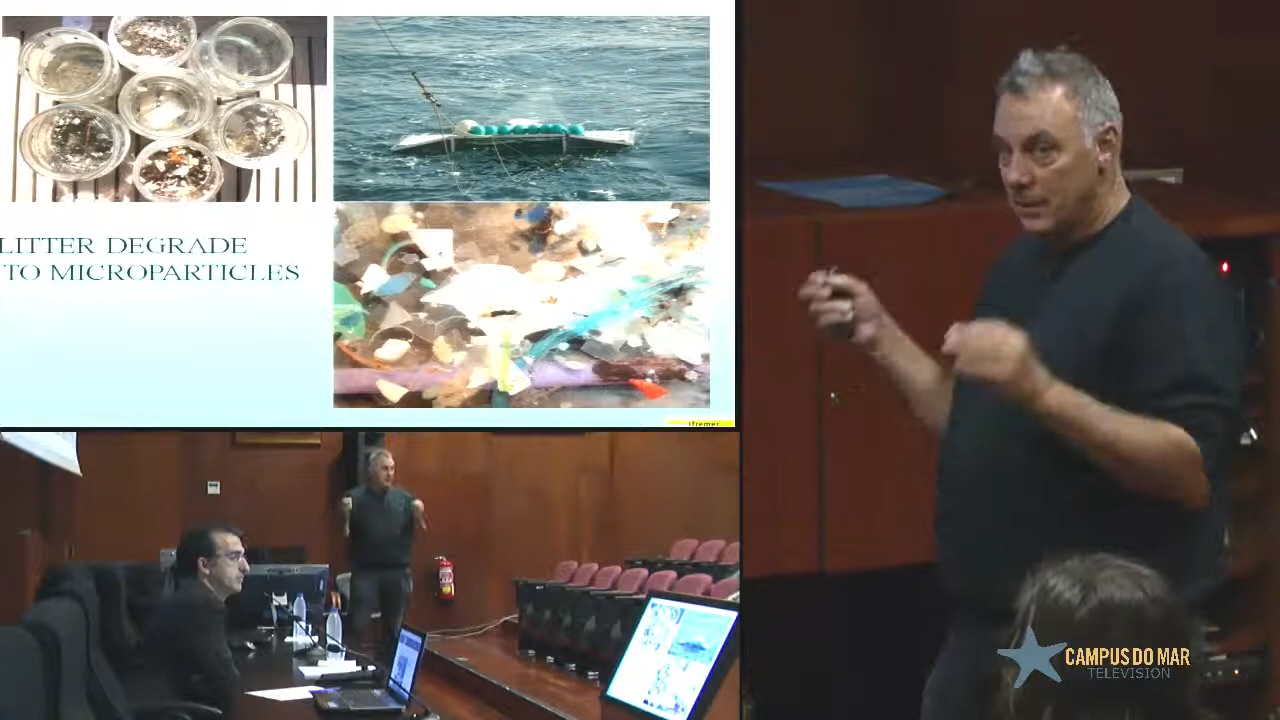 LITTER DEGRADE
TO MICROPARTICLES
ifremer
CAMPUS DO MAR
TELEVISION